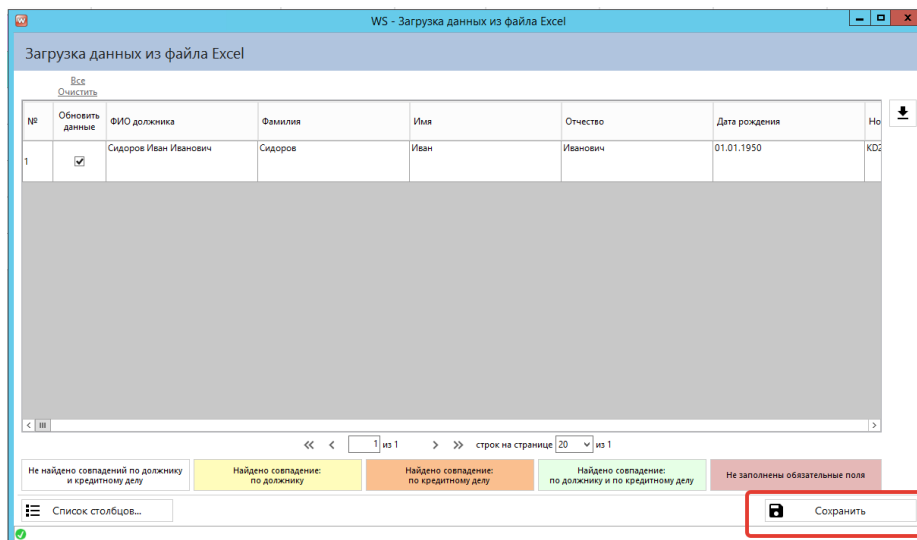 WS - Загрузка данных из файла Excel
Загрузка данных из файла Excel
Все
Очистить
№ Обновить данные ФИО должника Фамилия Имя Отчество Дата рождения Но
1 Сидоров Иван Иванович Сидоров Иван Иванович 01.01.1950 KD2
1 из 1 строк на странице 20 из 1
Не найдено совпадений по должнику и кредитному делу
Найдено совпадение: по должнику
Найдено совпадение: по кредитному делу
Найдено совпадение: по должнику и по кредитному делу
Не заполнены обязательные поля
Список столбцов...
Сохранить